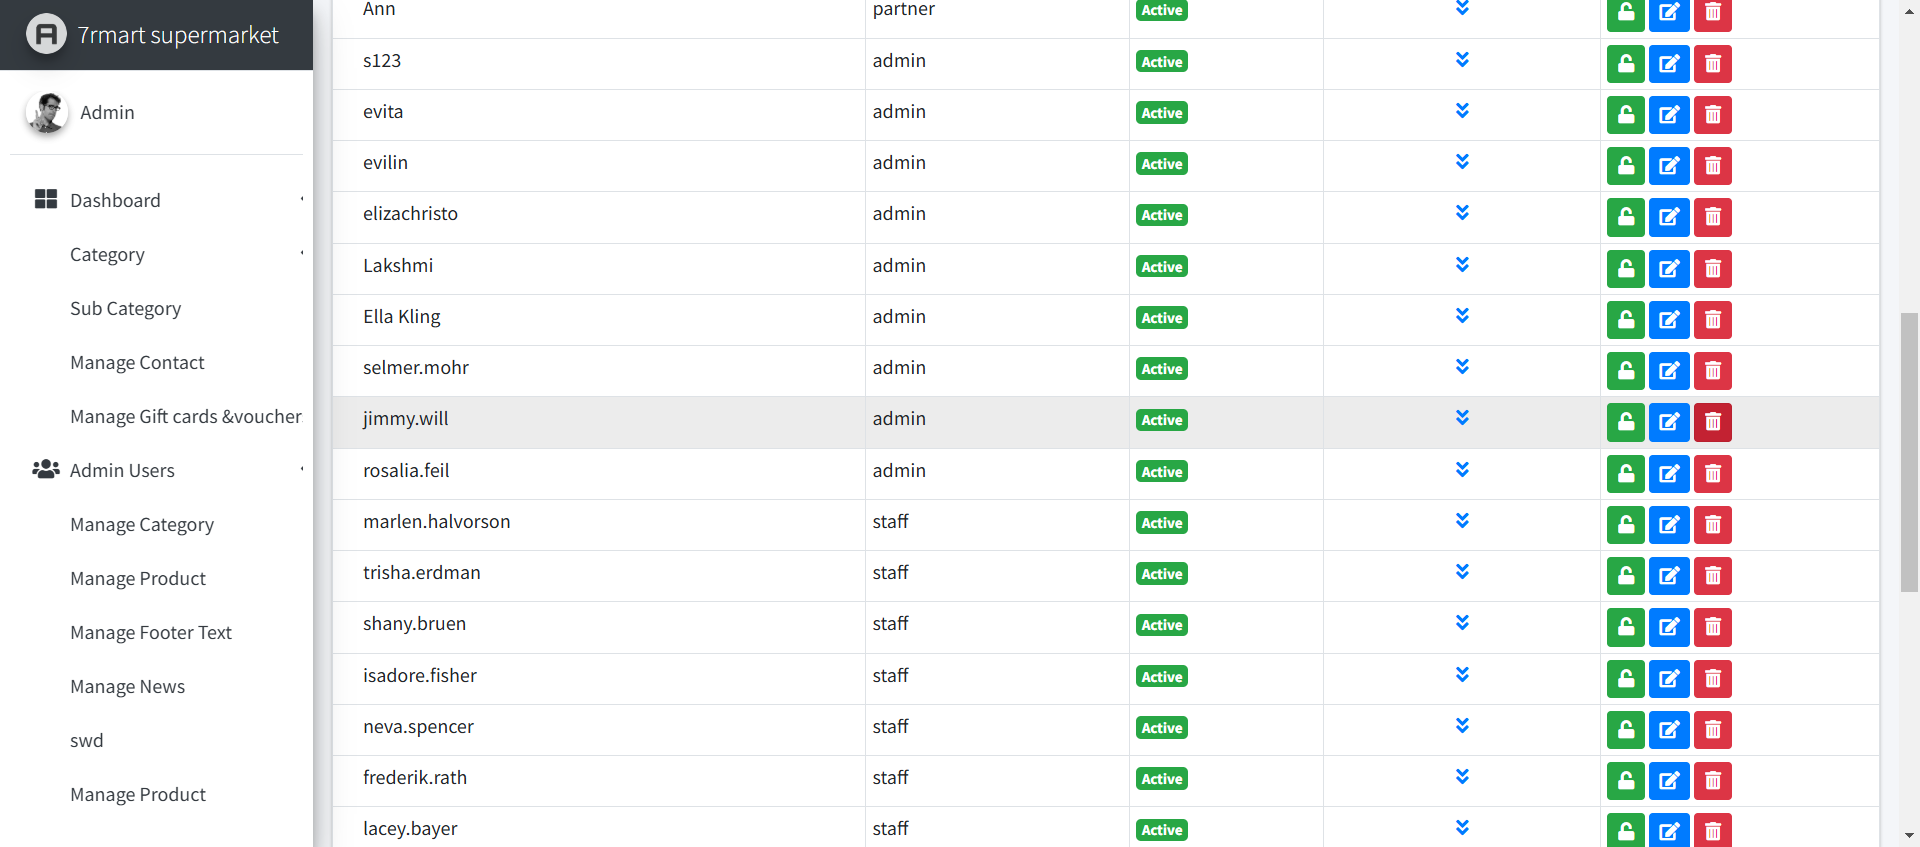 7rmart supermarket
Admin
Dashboard
Category
Sub Category
Manage Contact
Manage Gift cards &voucher
Admin Users
Manage Category
Manage Product
Manage Footer Text
Manage News
swd
Manage Product
Ann partner Active
s123 admin Active
evita admin Active
evilin admin Active
elizachristo admin Active
Lakshmi admin Active
Ella Kling admin Active
selmer.mohr admin Active
jimmy.will admin Active
rosalia.feil admin Active
marlen.halvorson staff Active
trisha.erdman staff Active
shany.bruen staff Active
isadore.fisher staff Active
neva.spencer staff Active
frederik.rath staff Active
lacey.bayer staff Active